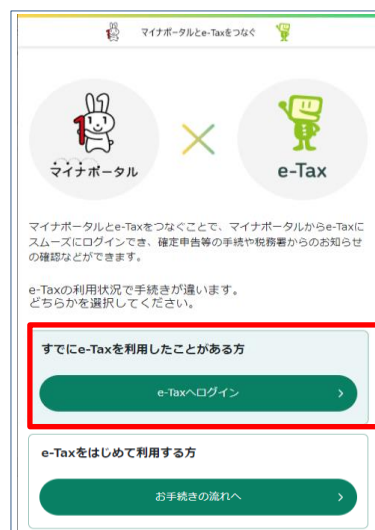 マイナポータルとe-Taxをつなぐ
1
マイナポータル
e-Tax
マイナポータルとe-Taxをつなぐことで、マイナポータルからe-Taxに
スムーズにログインでき、確定申告等の手続や税務署からのお知らせ
の確認などができます。
e-Taxの利用状況で手続きが違います。
どちらかを選択してください。
すでにe-Taxを利用したことがある方
e-Taxへログイン
e-Taxをはじめて利用する方
お手続きの流れへ